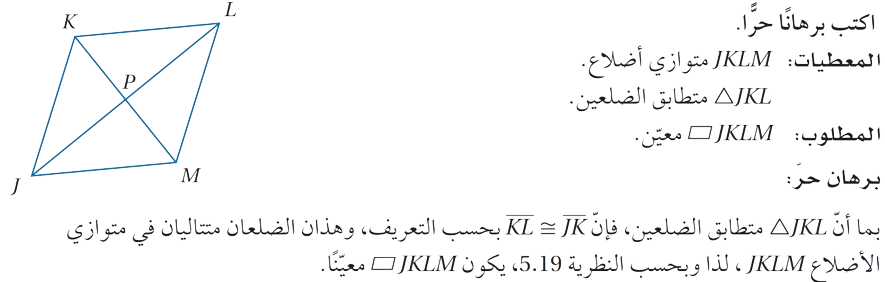 اكتب برهانًا حرًّا.
المعطيات: JKLM متوازي أضلاع.
△JKL متطابق الضلعين.
المطلوب: ▱JKLM معيّن.
برهان حرّ:
بما أنّ △JKL متطابق الضلعين، فإنّ K̅L̅ ≅ J̅K̅ بحسب التعريف، وهذان الضلعان متتاليان في متوازي
الأضلاع JKLM ، لذا وبحسب النظرية 5.19، يكون ▱JKLM معيّنًا.
K
L
P
J
M